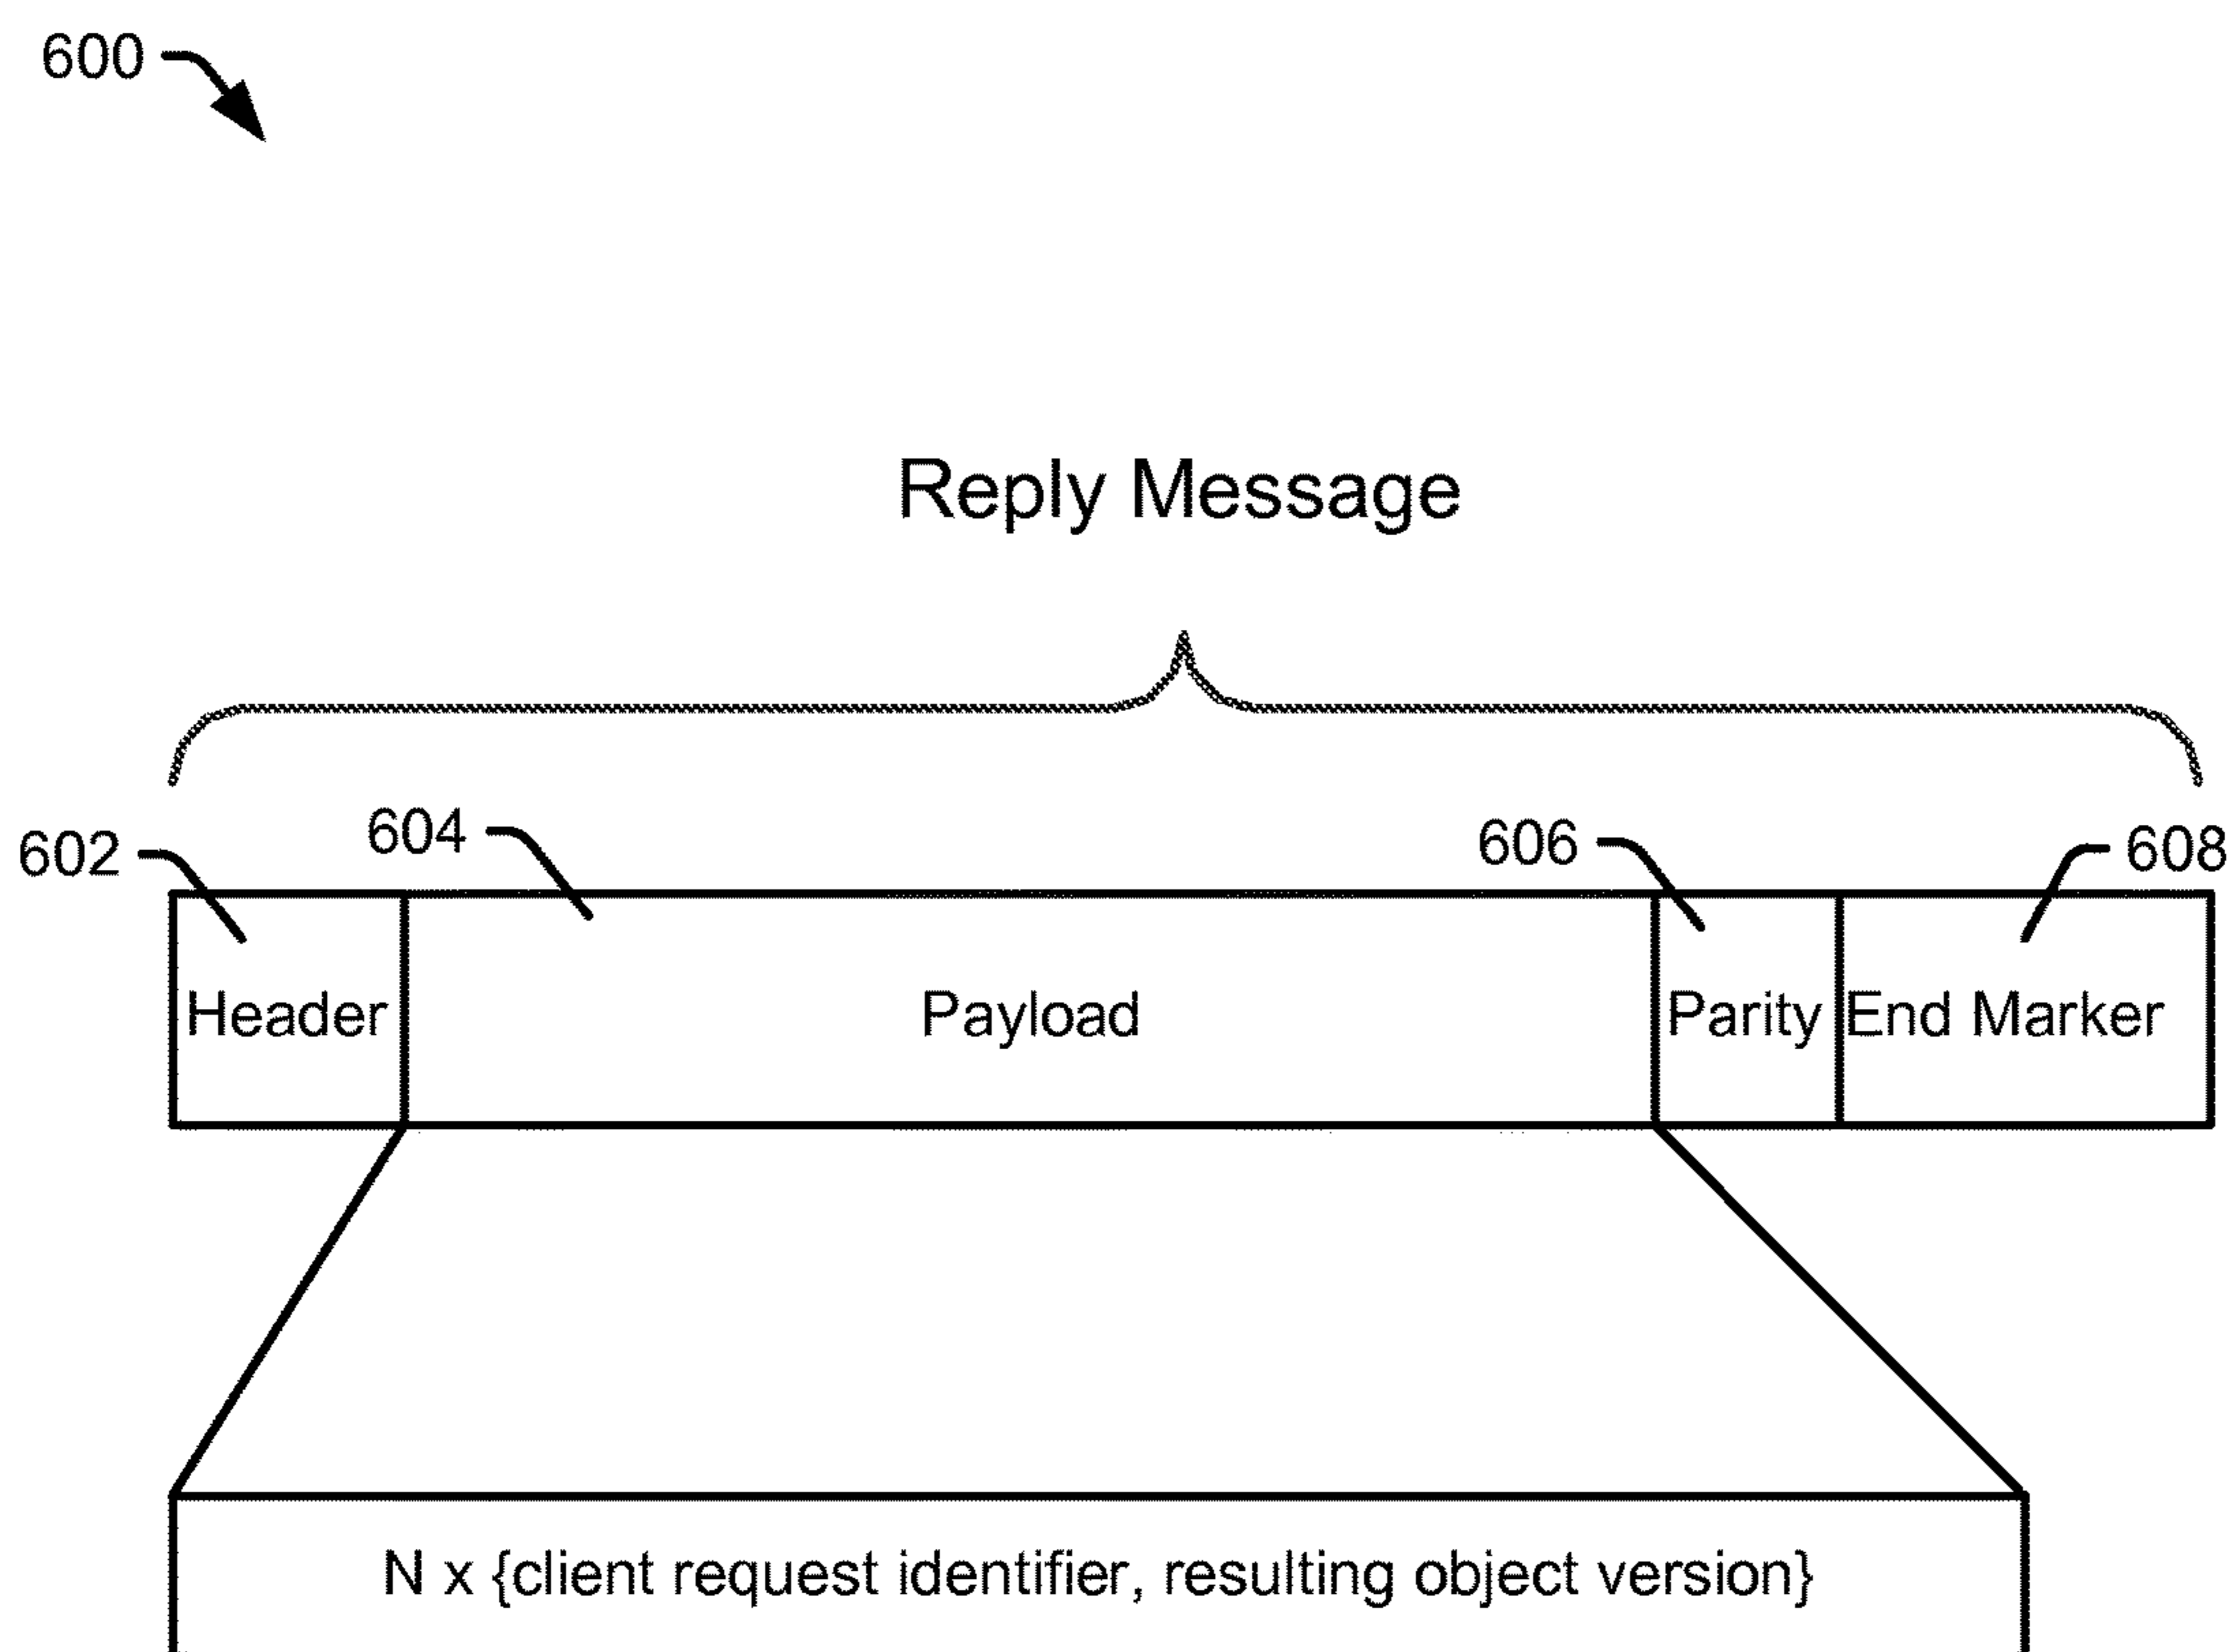 600
Reply Message
602
604
606
608
Header
Payload
Parity
End Marker
N x {client request identifier, resulting object version}